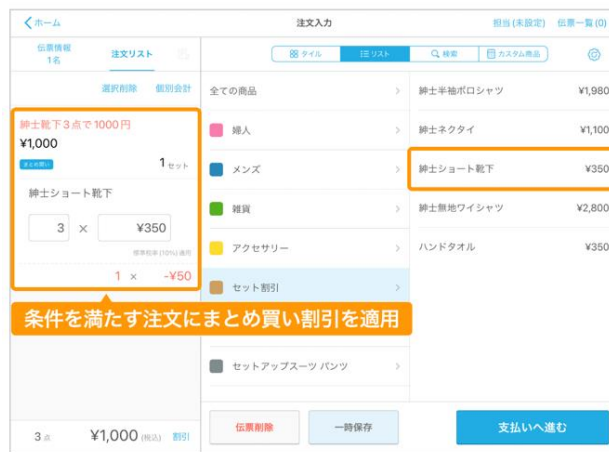 ホーム
注文入力
担当(未設定) 伝票一覧(0)
伝票情報
1名
注文リスト
タイル
リスト
検索
カスタム商品
選択削除 個別会計
紳士靴下3点で1000円
¥1,000
まとめ買い
1セット
紳士ショート靴下
3 × ¥350
標準税率(10%)適用
1 × -¥50
全ての商品
婦人
メンズ
雑貨
アクセサリー
セット割引
セットアップスーツ パンツ
紳士半袖ポロシャツ ¥1,980
紳士ネクタイ ¥1,100
紳士ショート靴下 ¥350
紳士無地ワイシャツ ¥2,800
ハンドタオル ¥350
条件を満たす注文にまとめ買い割引を適用
3点 ¥1,000(税込) 割引
伝票削除
一時保存
支払いへ進む